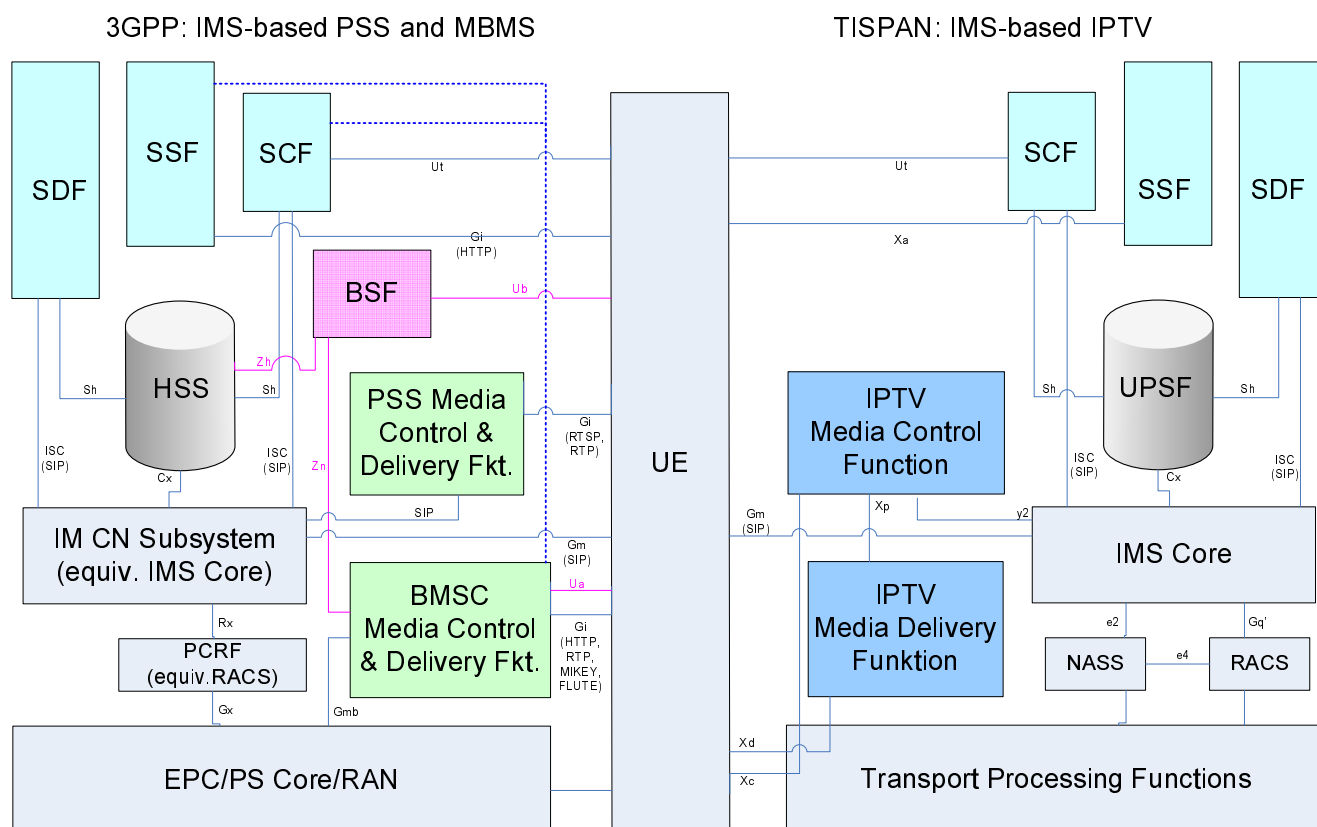 3GPP: IMS-based PSS and MBMS
TISPAN: IMS-based IPTV
SDF
SSF
SCF
Ut
Gi
(HTTP)
BSF
Ub
Zh
HSS
Sh
Sh
ISC
(SIP)
Cx
ISC
(SIP)
Zn
PSS Media
Control &
Delivery Fkt.
Gi
(RTSP,
RTP)
SIP
IM CN Subsystem
(equiv. IMS Core)
Gm
(SIP)
Ua
BMSC
Media Control
& Delivery Fkt.
Gi
(HTTP,
RTP,
MIKEY,
FLUTE)
Rx
PCRF
(equiv.RACS)
Gx
Gmb
EPC/PS Core/RAN
UE
SCF
SSF
SDF
Ut
Xa
UPSF
Sh
Sh
ISC
(SIP)
Cx
ISC
(SIP)
IPTV
Media Control
Function
Xp
y2
Gm
(SIP)
IMS Core
IPTV
Media Delivery
Funktion
e2
Gq'
NASS
e4
RACS
Xd
Xc
Transport Processing Functions